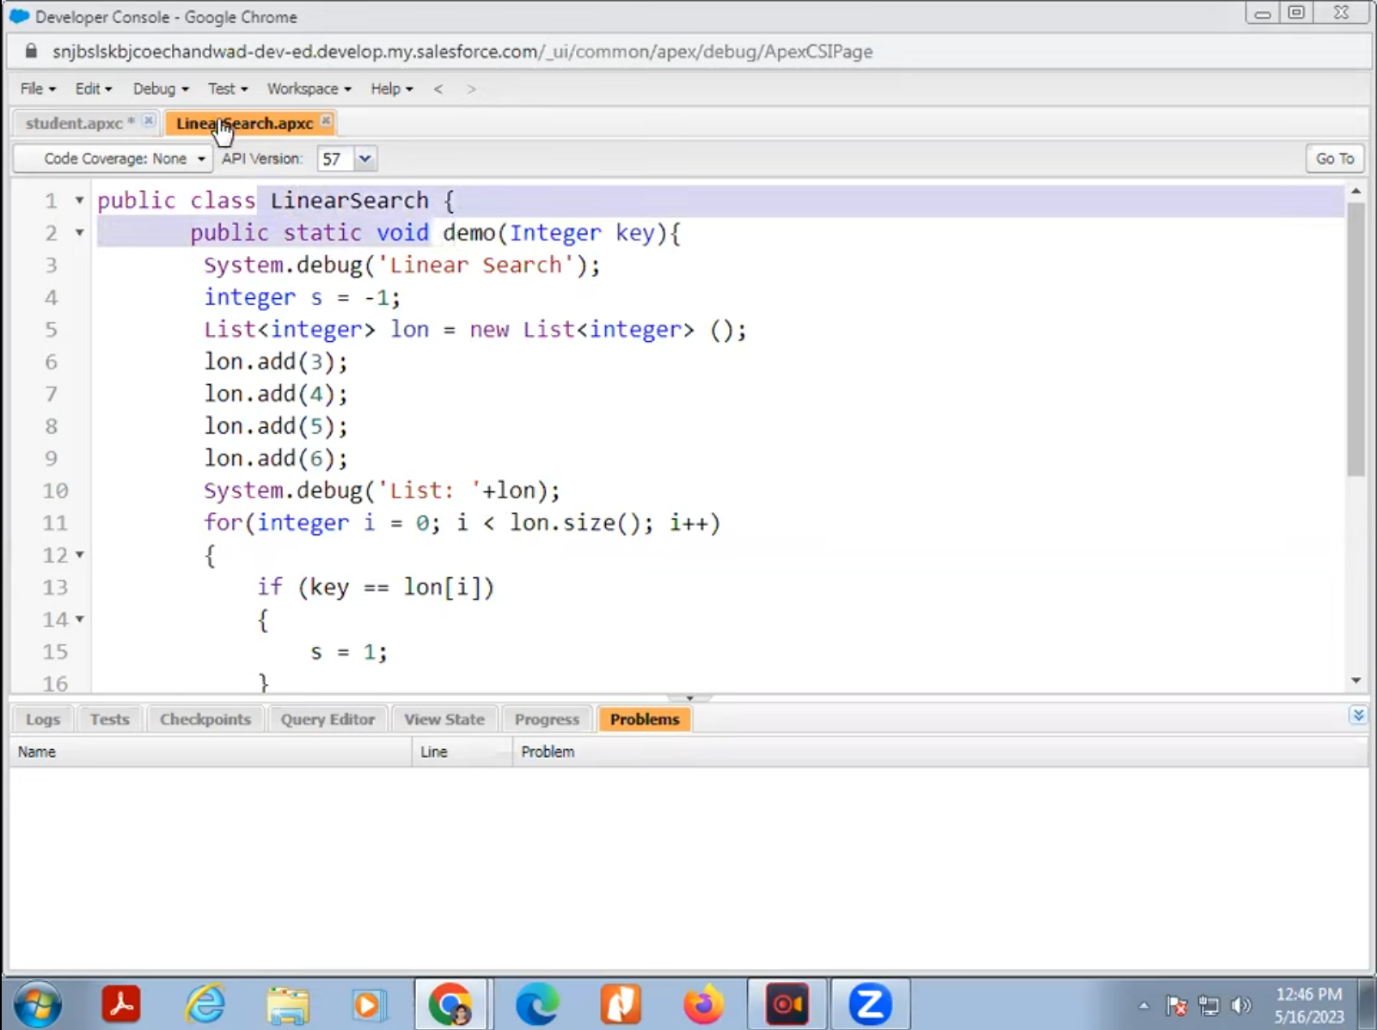 Developer Console - Google Chrome
snjbslskbjcoechandwad-dev-ed.develop.my.salesforce.com/_ui/common/apex/debug/ApexCSIPage
File Edit Debug Test Workspace Help < >
student.apxc * LinearSearch.apxc
Code Coverage: None API Version: 57 Go To
1 public class LinearSearch {
2 public static void demo(Integer key){
3 System.debug('Linear Search');
4 integer s = -1;
5 List<integer> lon = new List<integer> ();
6 lon.add(3);
7 lon.add(4);
8 lon.add(5);
9 lon.add(6);
10 System.debug('List: '+lon);
11 for(integer i = 0; i < lon.size(); i++)
12 {
13 if (key == lon[i])
14 {
15 s = 1;
16 }
Logs Tests Checkpoints Query Editor View State Progress Problems
Name Line Problem
12:46 PM
5/16/2023